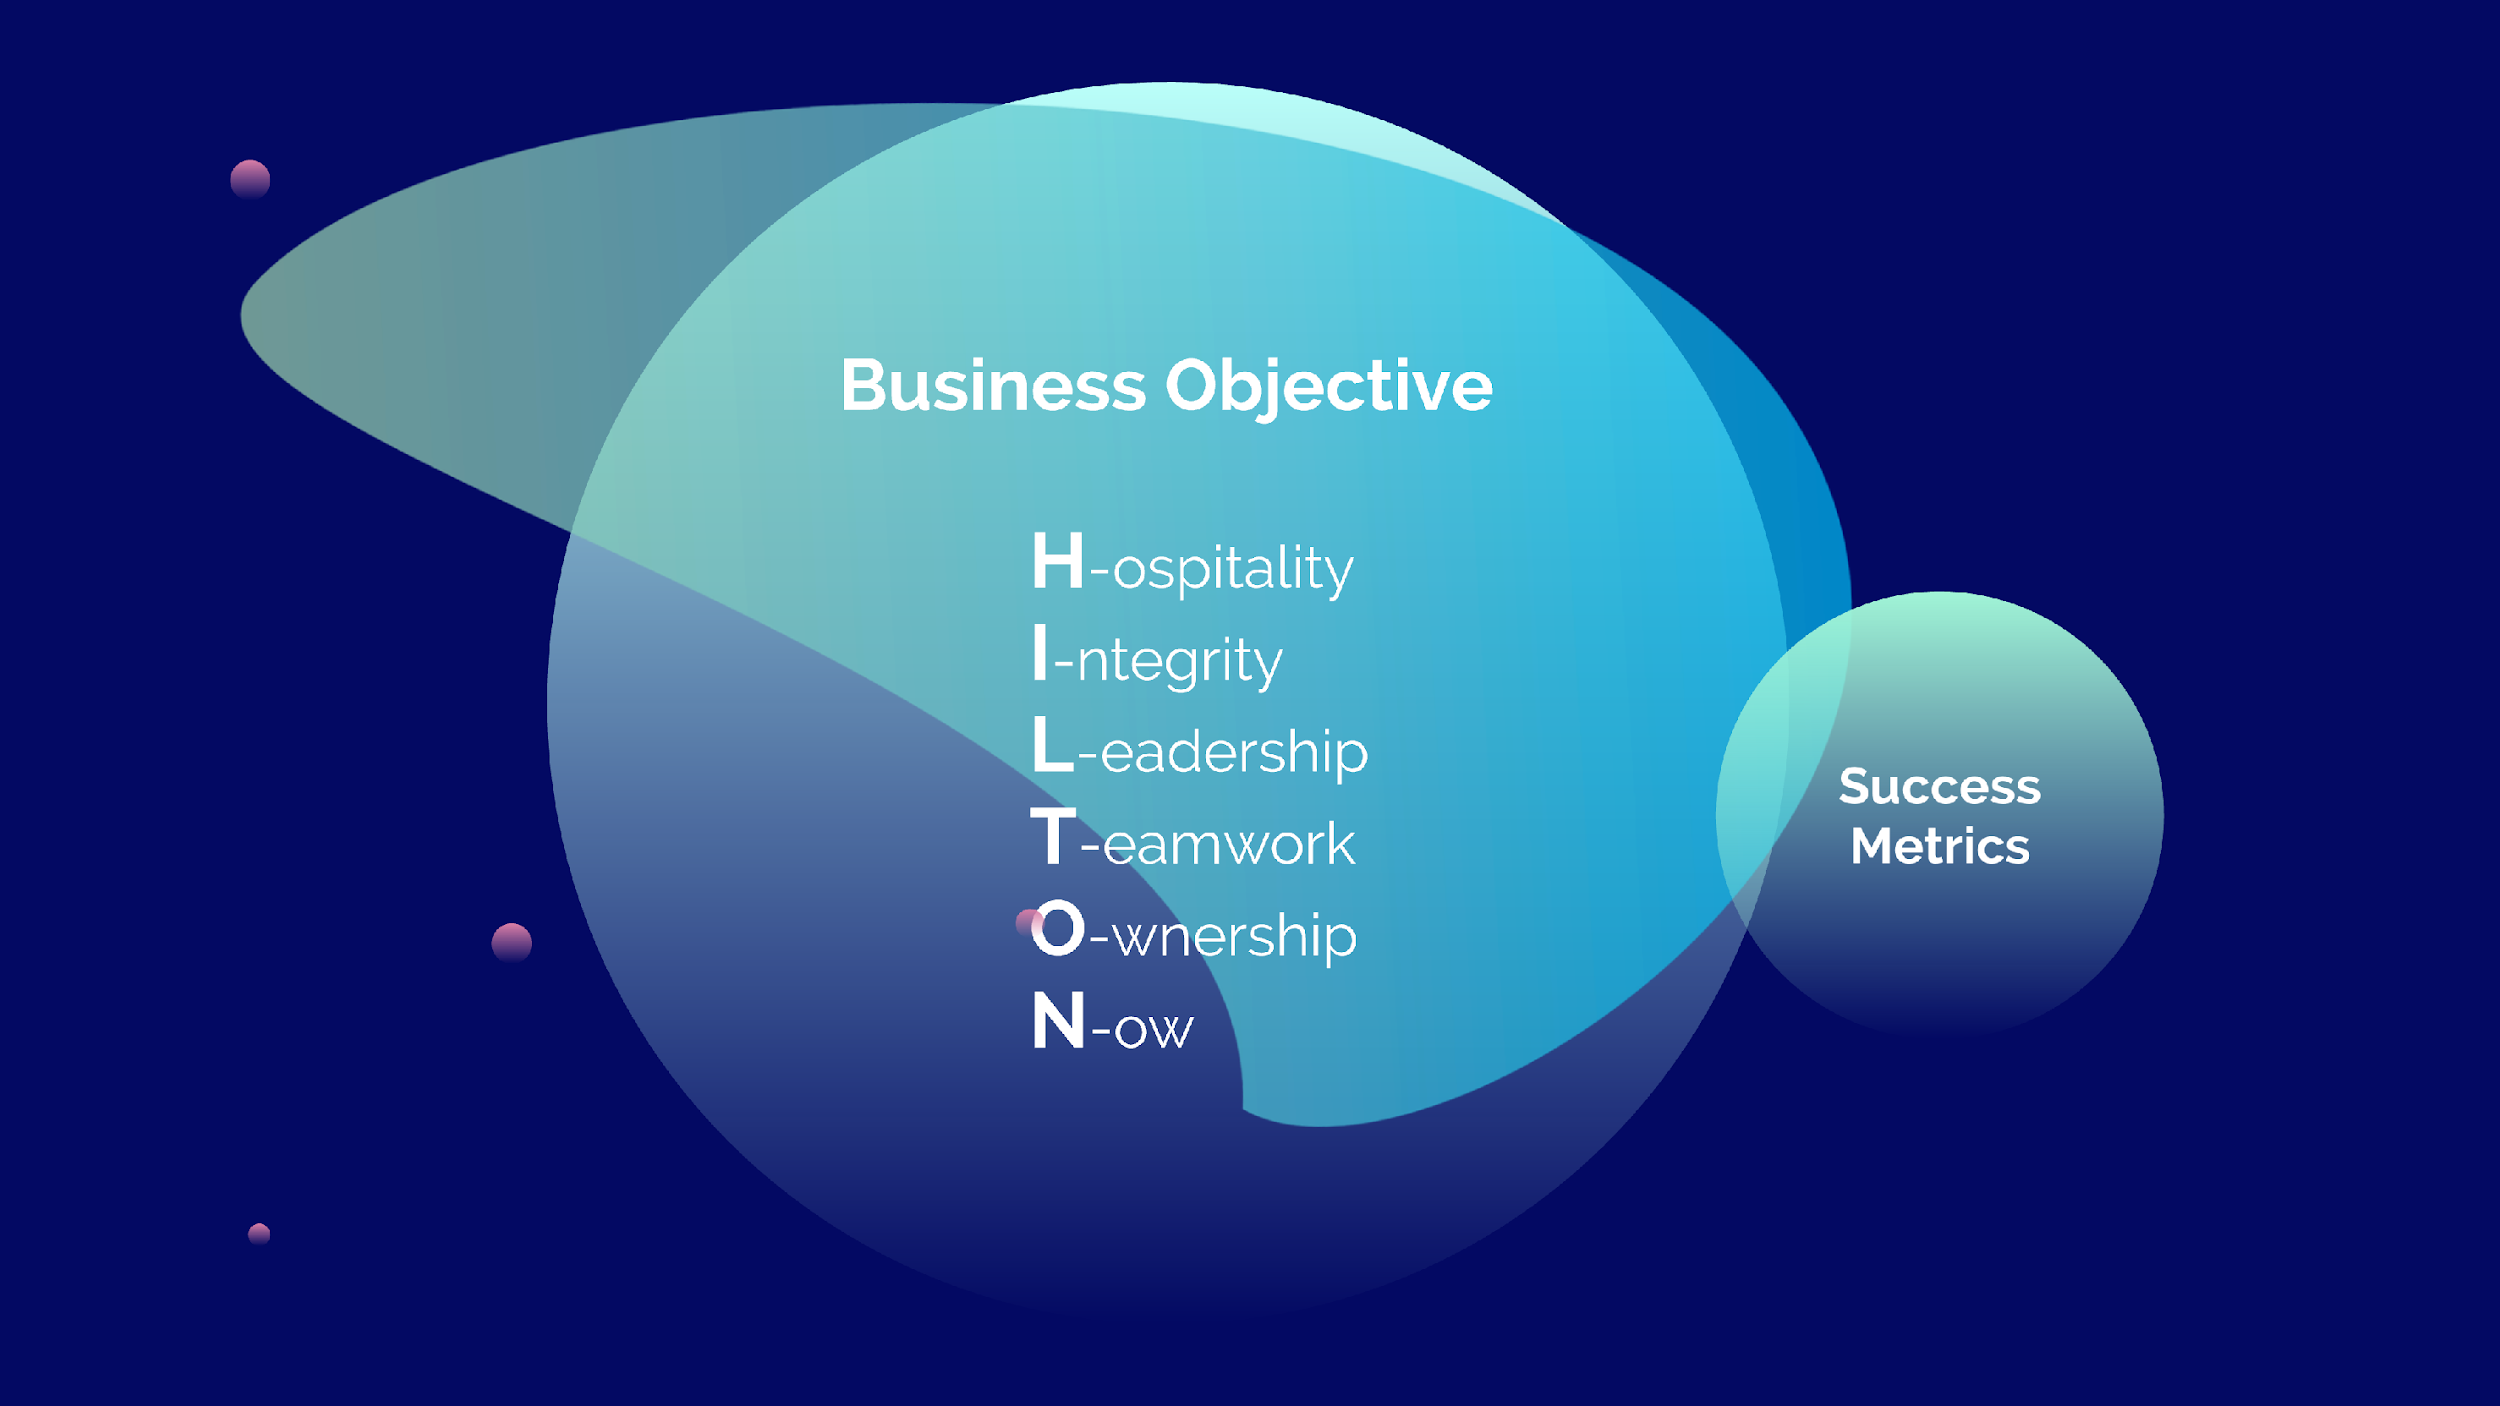 Business Objective
H-ospitality
I-ntegrity
L-eadership
T-eamwork
O-wnership
N-ow
Success
Metrics